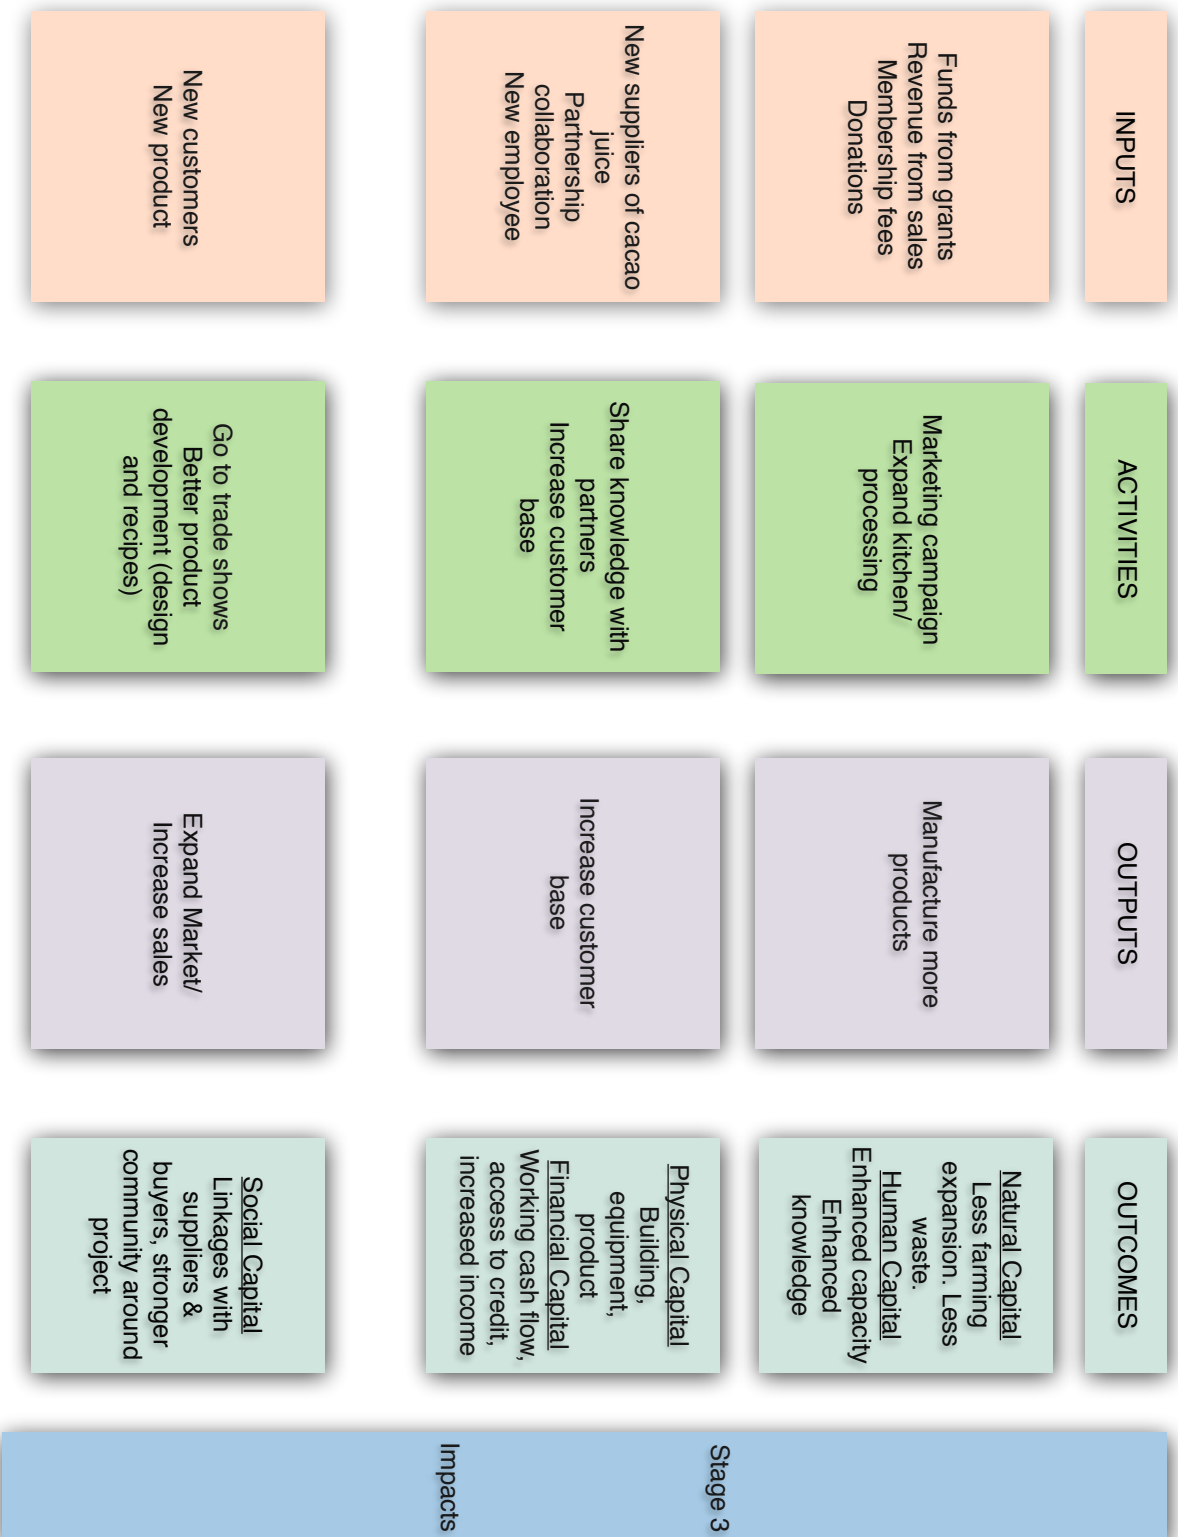 INPUTS
ACTIVITIES
OUTPUTS
OUTCOMES
Funds from grants
Revenue from sales
Membership fees
Donations
Marketing campaign
Expand kitchen/
processing
Manufacture more
products
Natural Capital
Less farming
expansion. Less
waste.
Human Capital
Enhanced capacity
Enhanced
knowledge
New suppliers of cacao
juice
Partnership
collaboration
New employee
Share knowledge with
partners
Increase customer
base
Increase customer
base
Physical Capital
Building,
equipment,
product
Financial Capital
Working cash flow,
access to credit,
increased income
New customers
New product
Go to trade shows
Better product
development (design
and recipes)
Expand Market/
Increase sales
Social Capital
Linkages with
suppliers &
buyers, stronger
community around
project
Stage 3
Impacts